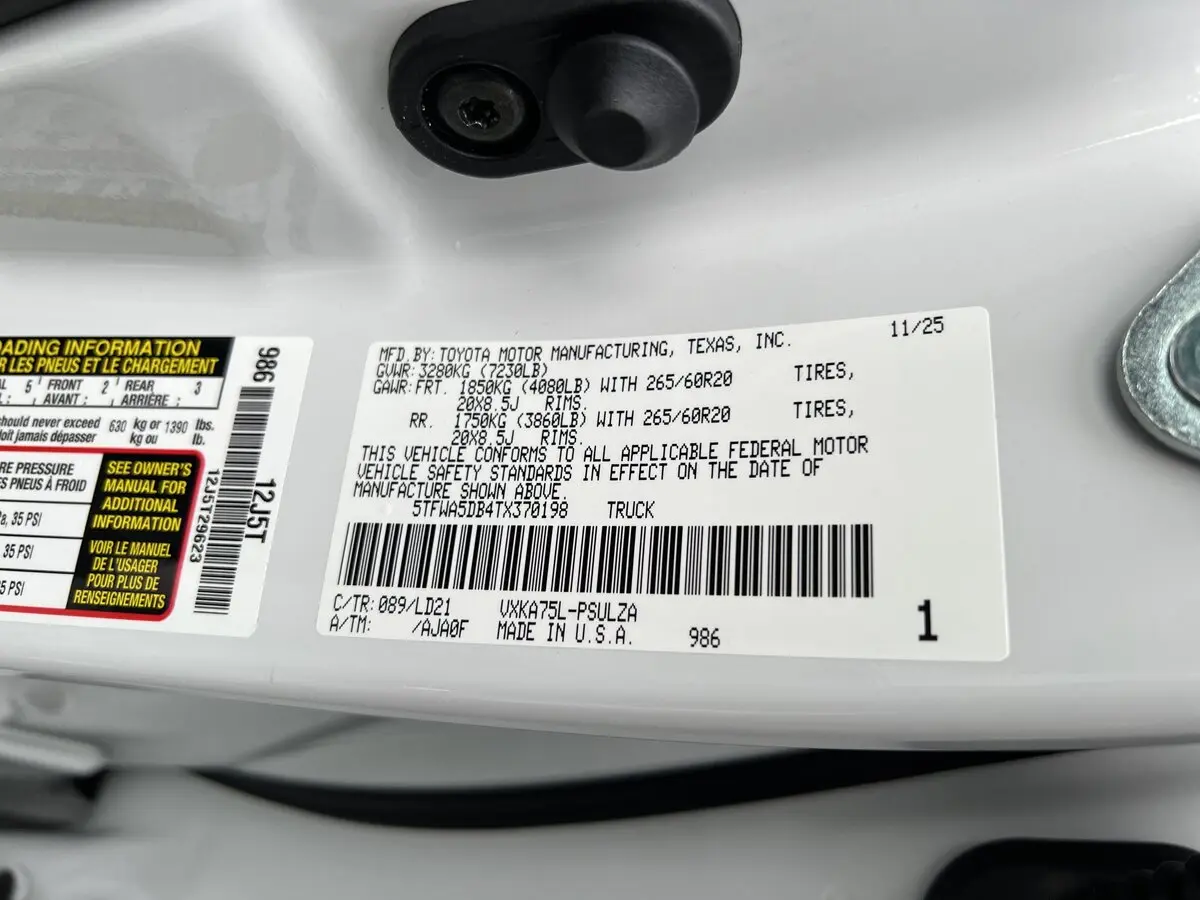 ADING INFORMATION
R LES PNEUS ET LE CHARGEMENT
5 FRONT 2 REAR 3
AVANT : ARRIÈRE :
should never exceed 630 kg or 1390 lbs.
doit jamais dépasser kg ou lb.
RE PRESSURE
ES PNEUS À FROID
35 PSI
35 PSI
5 PSI
SEE OWNER'S
MANUAL FOR
ADDITIONAL
INFORMATION
VOIR LE MANUEL
DE L'USAGER
POUR PLUS DE
RENSEIGNEMENTS
986
12J5T
12J5T29623
11/25
MFD.BY: TOYOTA MOTOR MANUFACTURING, TEXAS, INC.
GVWR: 3280KG (7230LB)
GAWR: FRT. 1850KG (4080LB) WITH 265/60R20 TIRES,
20X8.5J RIMS.
RR. 1750KG (3860LB) WITH 265/60R20 TIRES,
20X8.5J RIMS.
THIS VEHICLE CONFORMS TO ALL APPLICABLE FEDERAL MOTOR
VEHICLE SAFETY STANDARDS IN EFFECT ON THE DATE OF
MANUFACTURE SHOWN ABOVE.
5TFWA5DB4TX370198 TRUCK
C/TR: 089/LD21 VXKA75L-PSULZA
A/TM: /AJA0F MADE IN U.S.A. 986
1